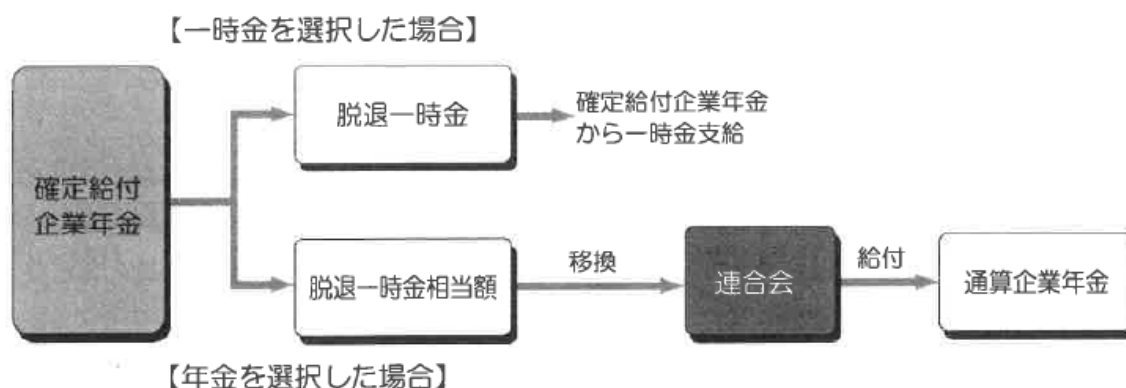 【一時金を選択した場合】
確定給付
企業年金
脱退一時金
確定給付企業年金
から一時金支給
脱退一時金相当額
移換
連合会
給付
通算企業年金
【年金を選択した場合】